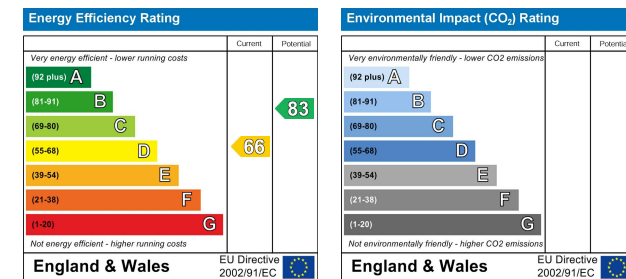 Energy Efficiency Rating
Current Potential
Very energy efficient - lower running costs
(92 plus) A
(81-91) B
(69-80) C
(55-68) D
(39-54) E
(21-38) F
(1-20) G
66
83
Not energy efficient - higher running costs
England & Wales
EU Directive
2002/91/EC
Environmental Impact (CO₂) Rating
Current Potential
Very environmentally friendly - lower CO2 emissions
(92 plus) A
(81-91) B
(69-80) C
(55-68) D
(39-54) E
(21-38) F
(1-20) G
Not environmentally friendly - higher CO2 emissions
England & Wales
EU Directive
2002/91/EC